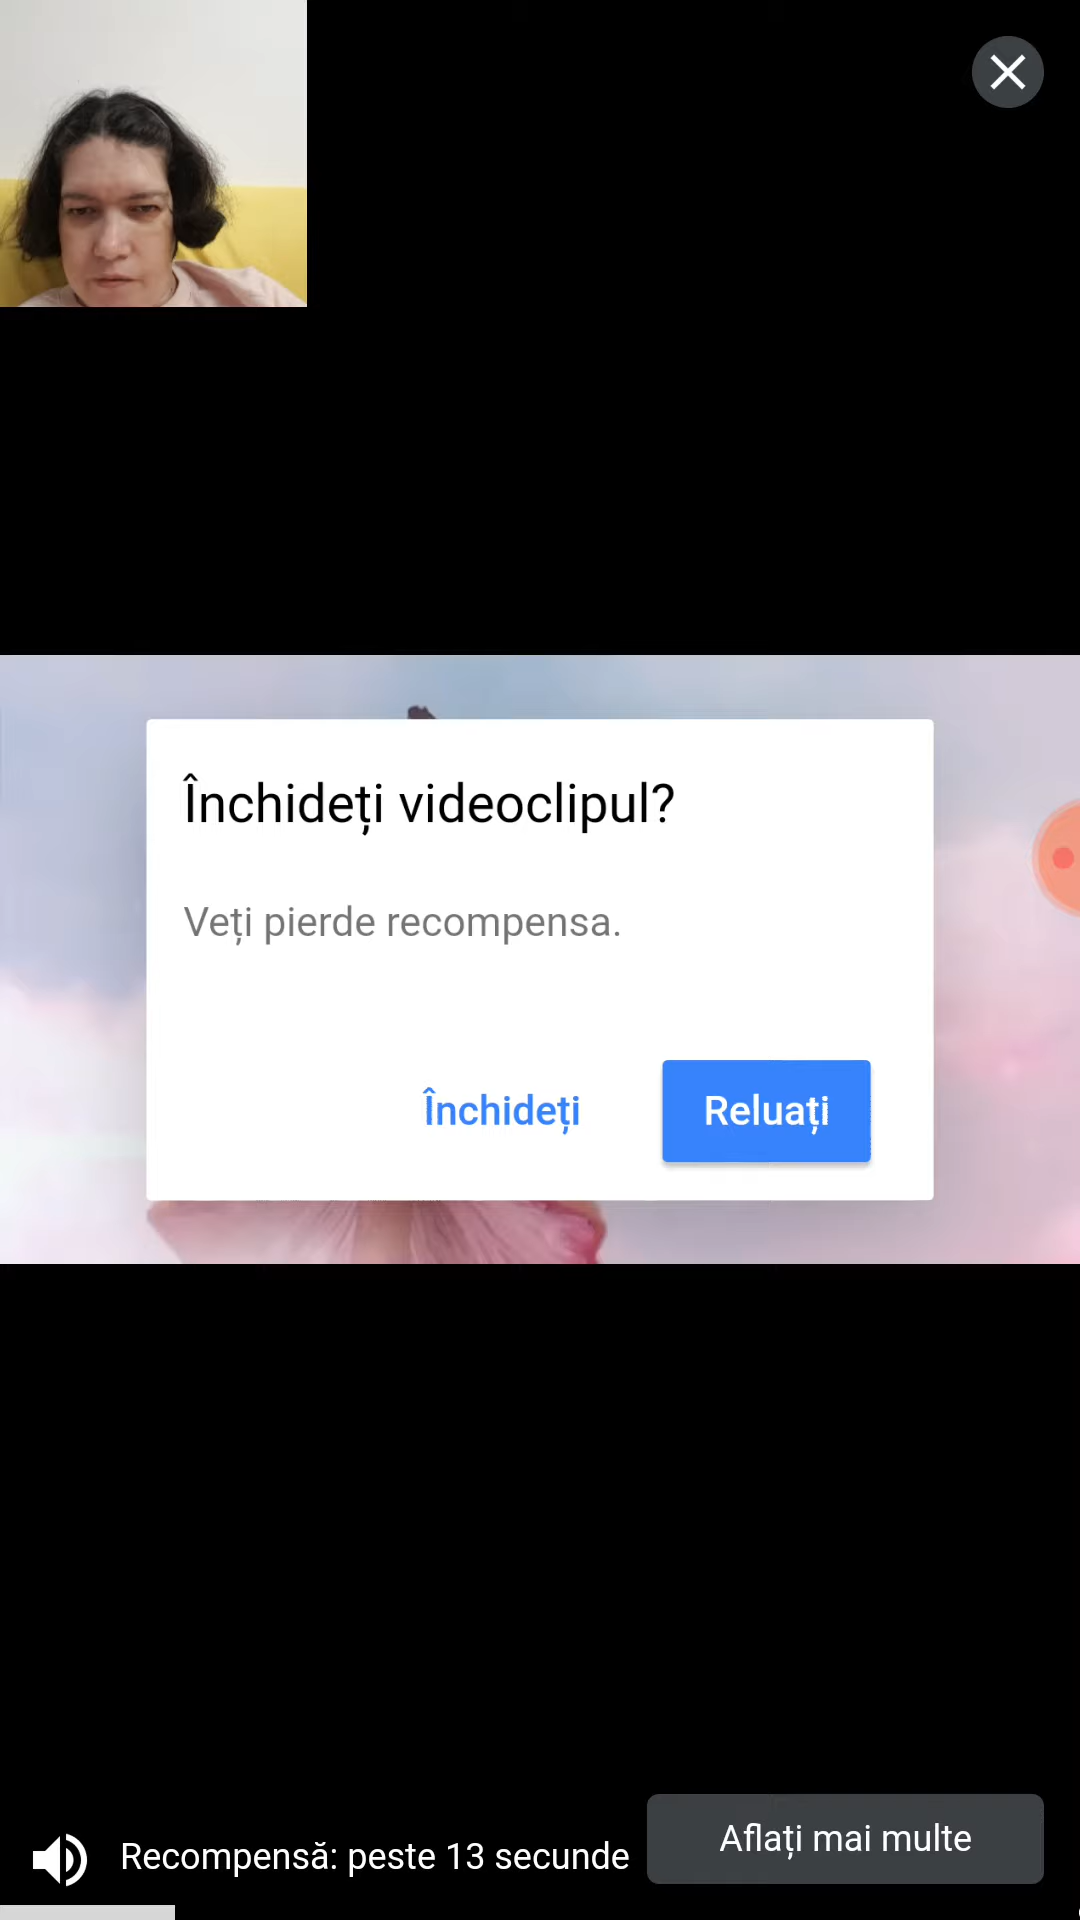 Închideți videoclipul?
Veți pierde recompensa.
Închideți
Reluați
Recompensă: peste 13 secunde
Aflați mai multe